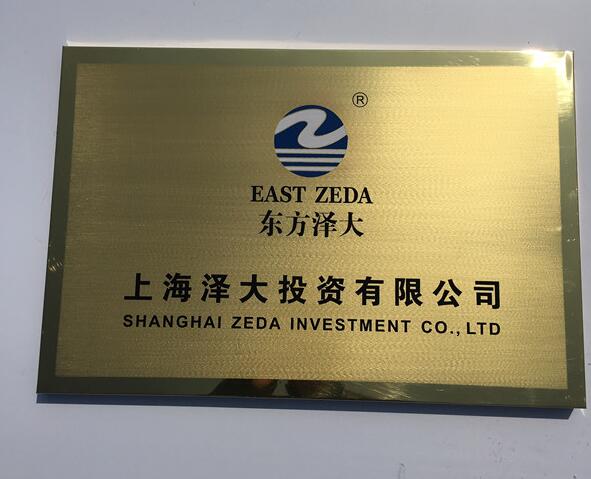 ®
EAST ZEDA
东方泽大
上海泽大投资有限公司
SHANGHAI ZEDA INVESTMENT CO., LTD